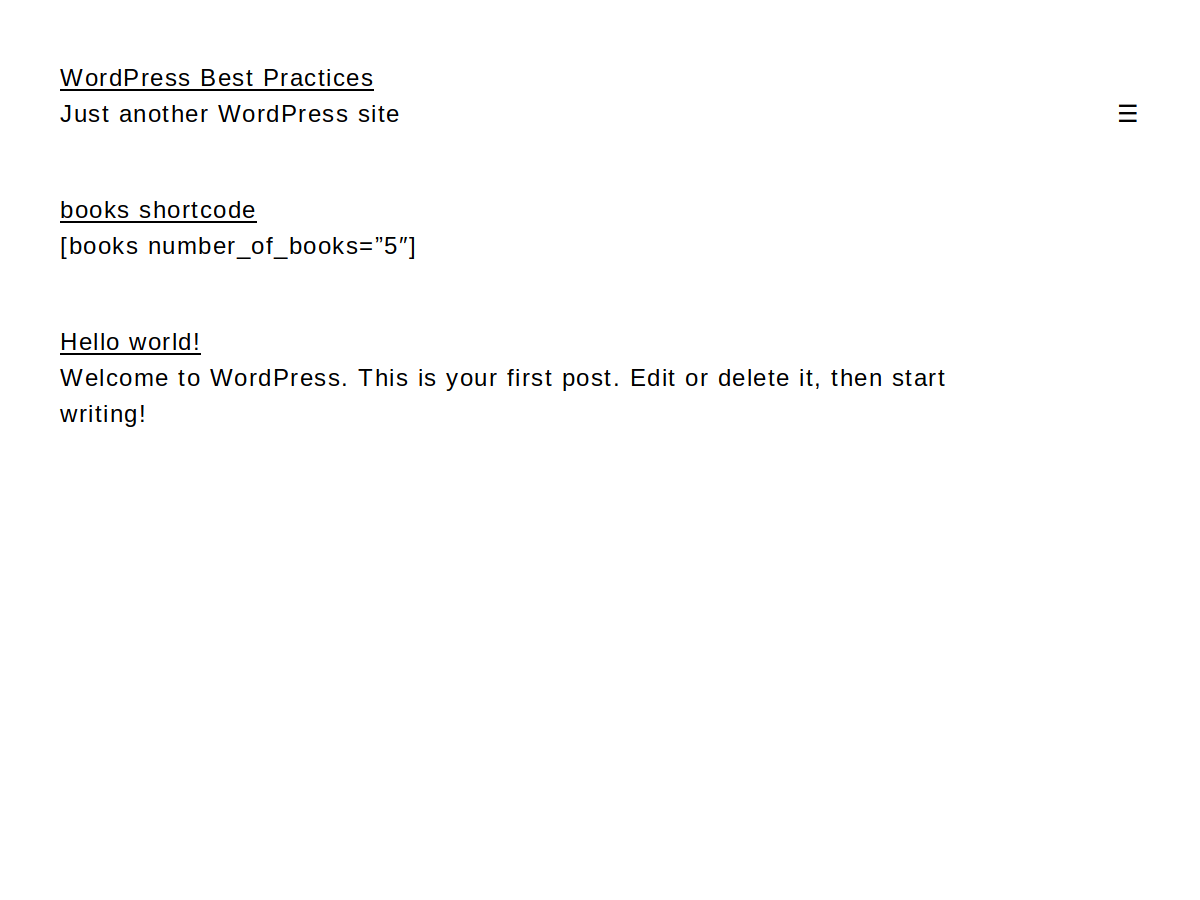 WordPress Best Practices
Just another WordPress site
☰
books shortcode
[books number_of_books=”5″]
Hello world!
Welcome to WordPress. This is your first post. Edit or delete it, then start
writing!